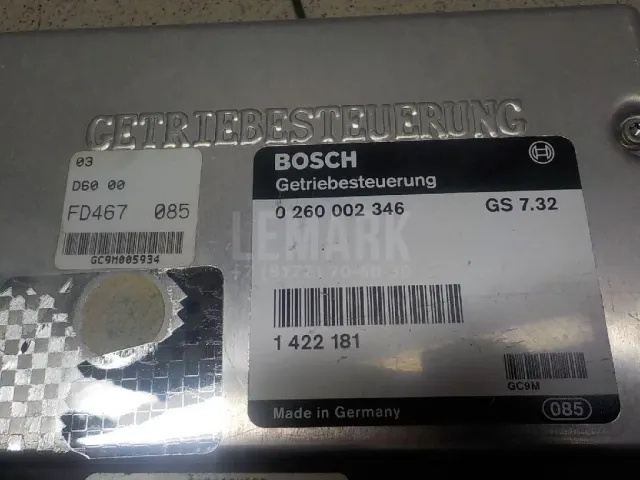 GETRIEBESTEUERUNG
03
D60 00
FD467 085
GC9M005934
BOSCH
Getriebesteuerung
0 260 002 346 GS 7.32
LEMARK
1 422 181
GC9M
Made in Germany 085